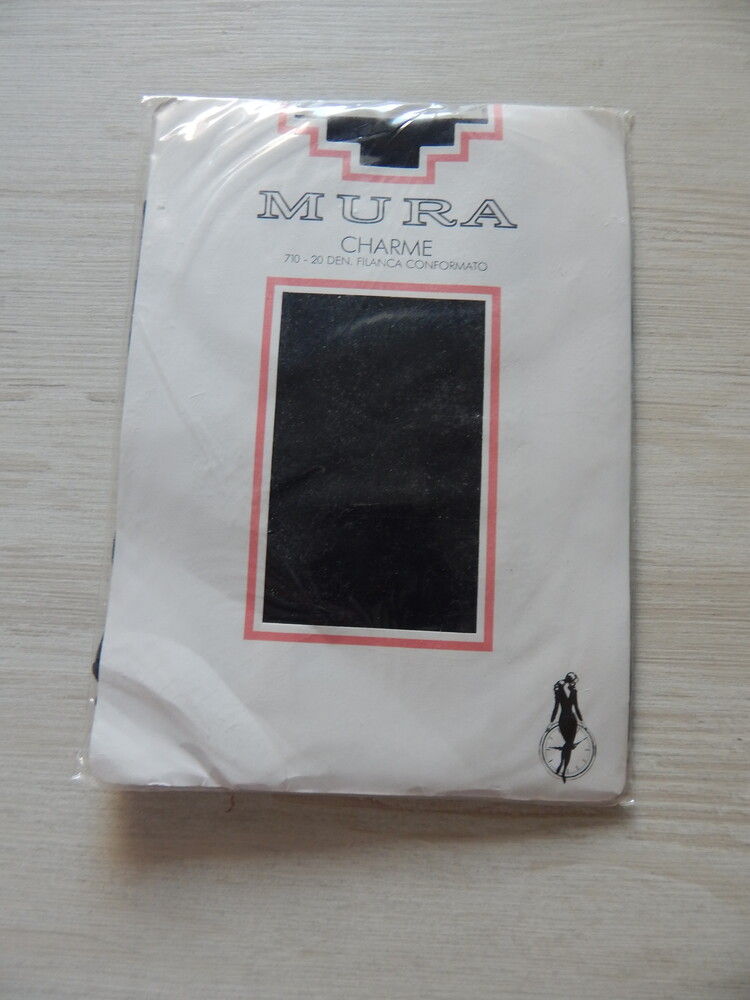 MURA
CHARME
710 - 20 DEN. FILANCA CONFORMATO